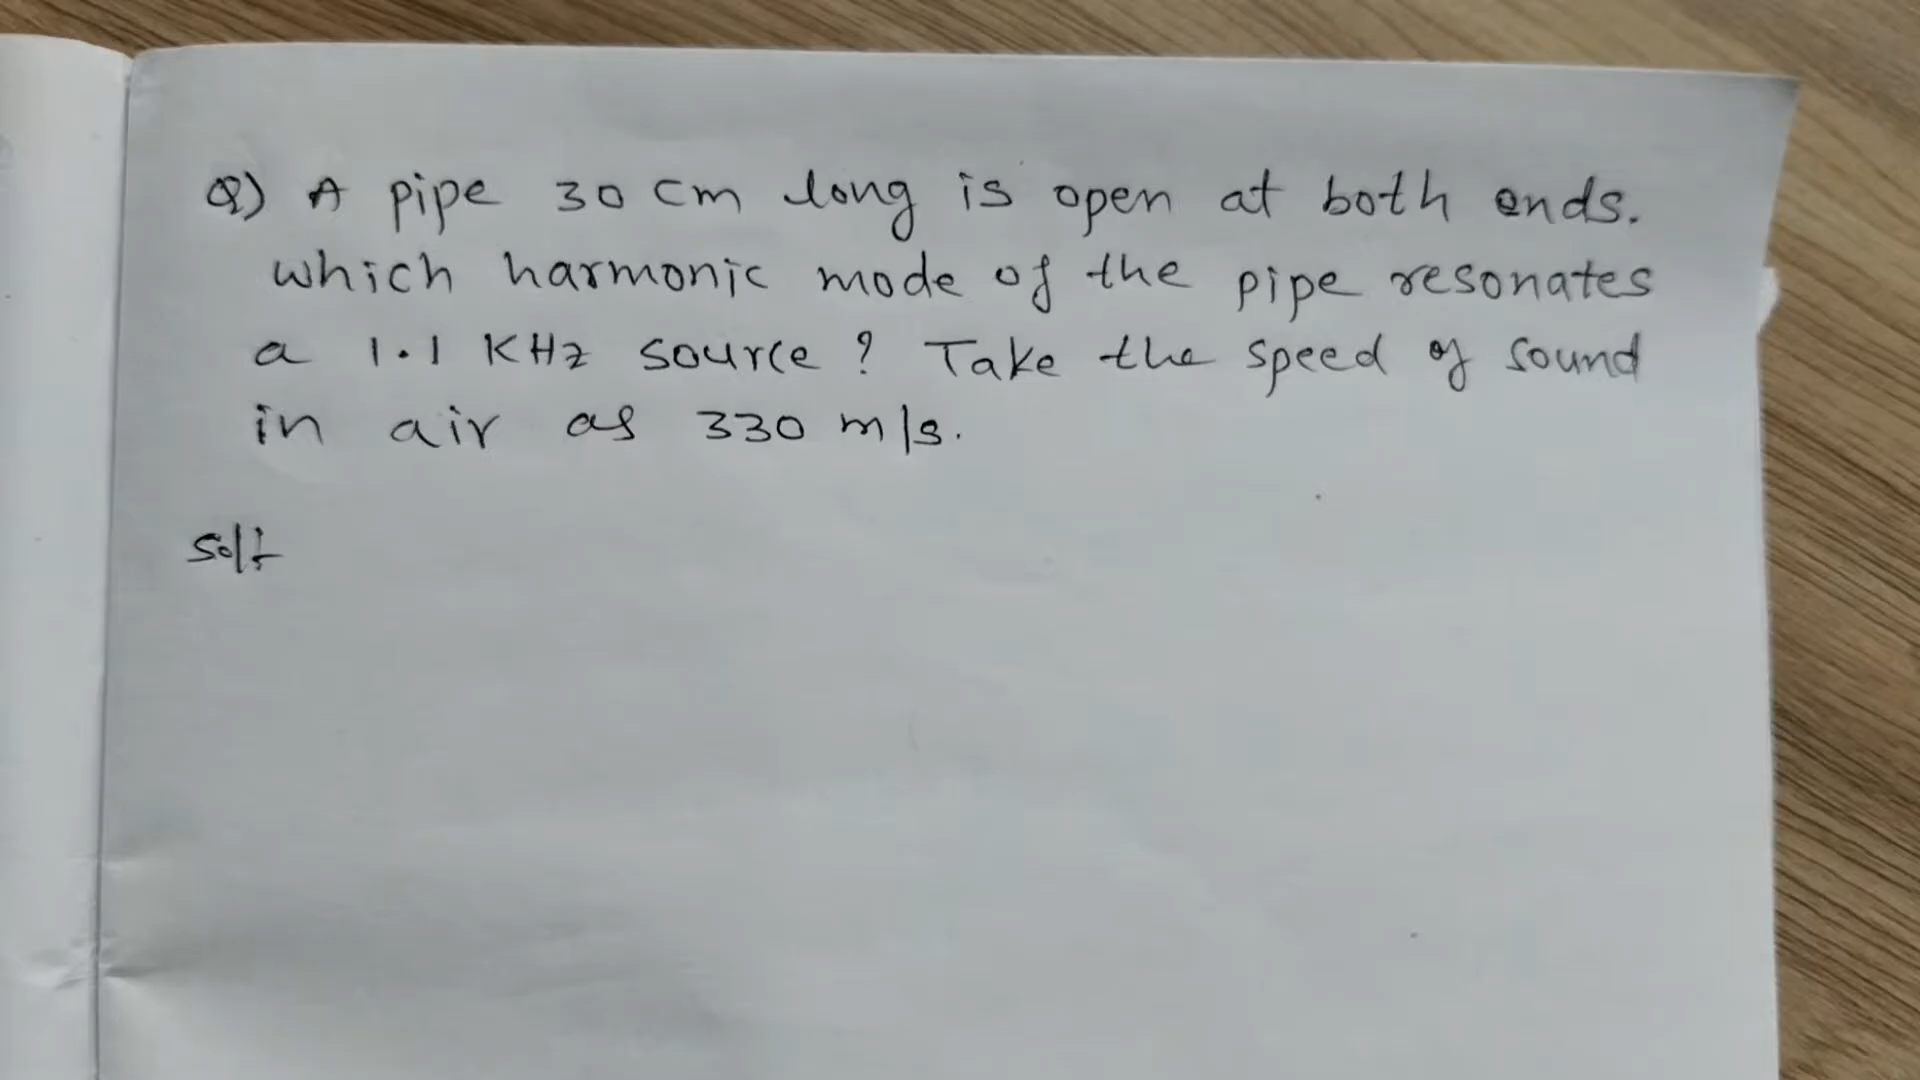 Q) A pipe 30 cm long is open at both ends.
which harmonic mode of the pipe resonates
a 1.1 KHz source ? Take the speed of sound
in air as 330 m/s.
Sol:-